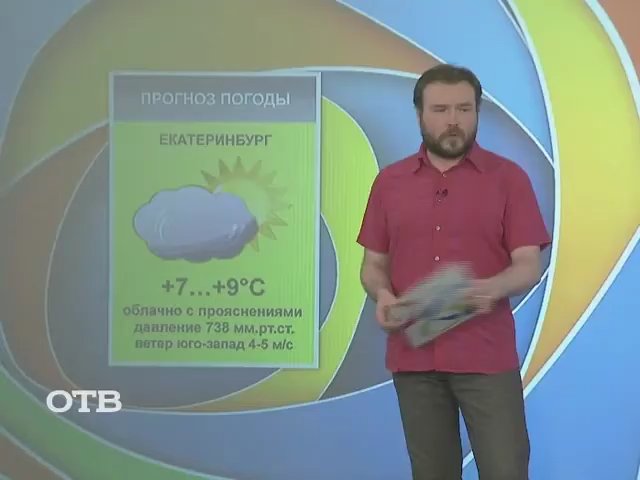 ПРОГНОЗ ПОГОДЫ
ЕКАТЕРИНБУРГ
+7...+9°C
облачно с прояснениями
давление 738 мм.рт.ст.
ветер юго-запад 4-5 м/с
ОТВ